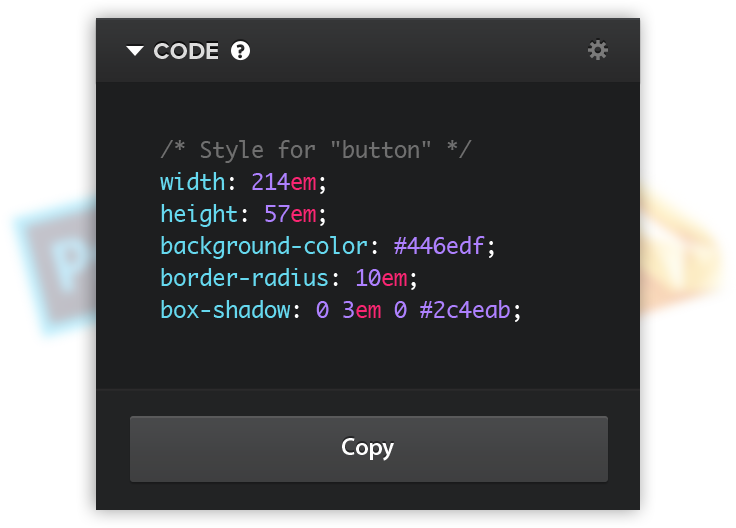 CODE ?
/* Style for "button" */
width: 214em;
height: 57em;
background-color: #446edf;
border-radius: 10em;
box-shadow: 0 3em 0 #2c4eab;
Copy